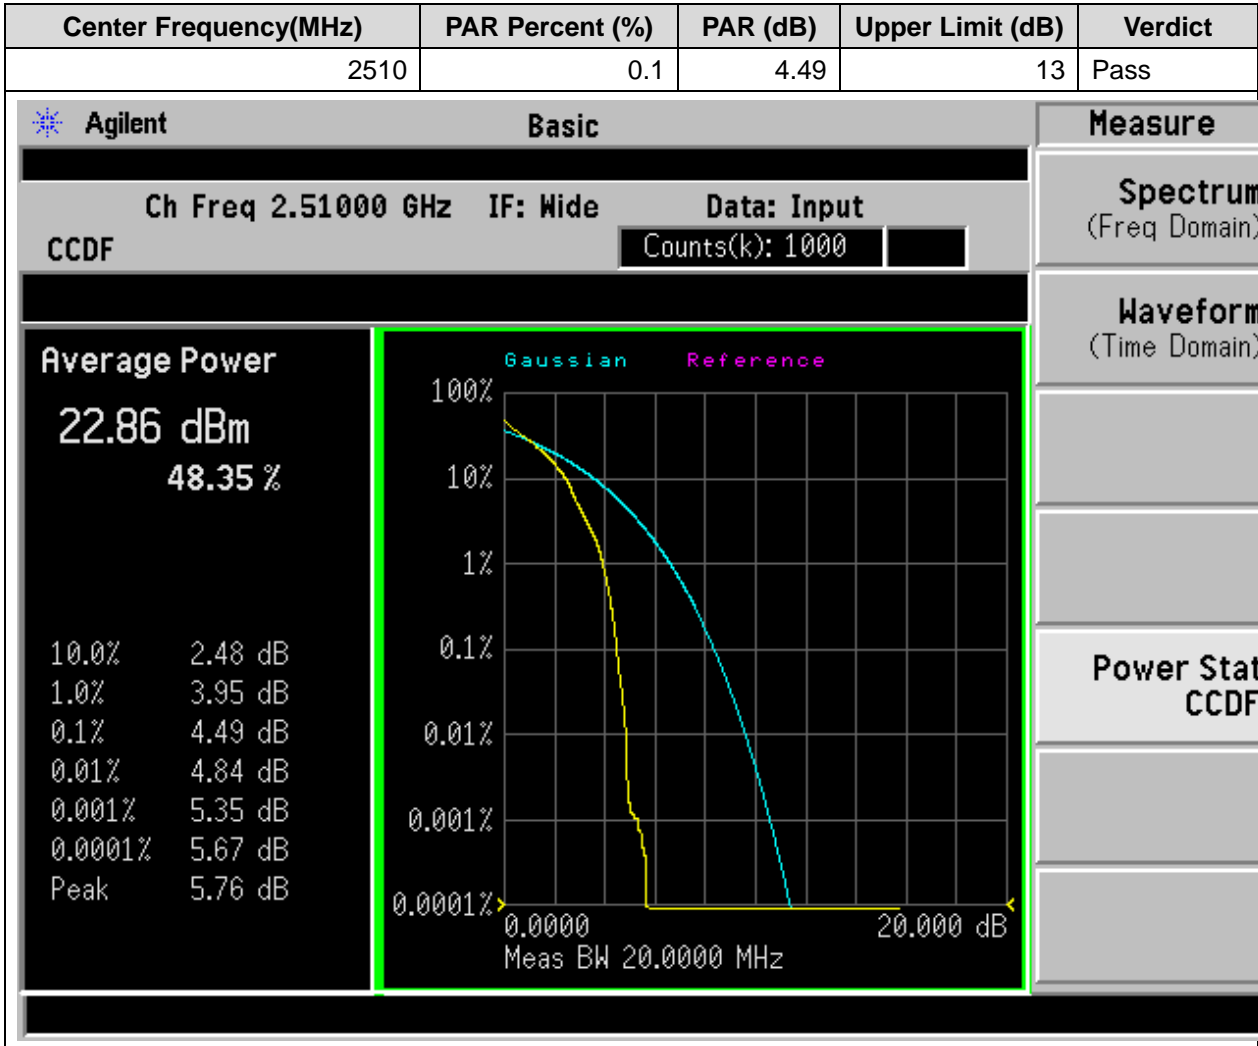 Center Frequency(MHz) PAR Percent (%) PAR (dB) Upper Limit (dB) Verdict
2510 0.1 4.49 13 Pass
Agilent Basic Measure
Ch Freq 2.51000 GHz IF: Wide Data: Input
CCDF Counts(k): 1000
Spectrum
(Freq Domain)
Waveform
(Time Domain)
Power Stat
CCDF
Average Power
22.86 dBm
48.35 %
10.0% 2.48 dB
1.0% 3.95 dB
0.1% 4.49 dB
0.01% 4.84 dB
0.001% 5.35 dB
0.0001% 5.67 dB
Peak 5.76 dB
Gaussian Reference
100%
10%
1%
0.1%
0.01%
0.001%
0.0001%
0.0000 20.000 dB
Meas BW 20.0000 MHz